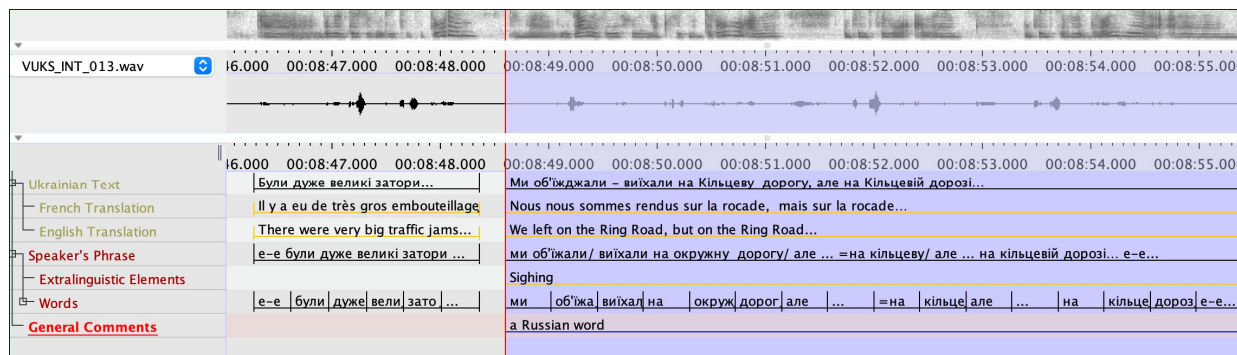 VUKS_INT_013.wav
46.000 00:08:47.000 00:08:48.000 00:08:49.000 00:08:50.000 00:08:51.000 00:08:52.000 00:08:53.000 00:08:54.000 00:08:55.0
46.000 00:08:47.000 00:08:48.000 00:08:49.000 00:08:50.000 00:08:51.000 00:08:52.000 00:08:53.000 00:08:54.000 00:08:55.0
Ukrainian Text Були дуже великі затори... Ми об'їжджали – виїхали на Кільцеву дорогу, але на Кільцевій дорозі...
French Translation Il y a eu de très gros embouteillage Nous nous sommes rendus sur la rocade, mais sur la rocade...
English Translation There were very big traffic jams... We left on the Ring Road, but on the Ring Road...
Speaker's Phrase е-е були дуже великі затори ... ми об'їжали/ виїхали на окружну дорогу/ але ... =на кільцеву/ але ... на кільцевій дорозі... е-е...
Extralinguistic Elements Sighing
Words е-е були дуже вели зато ... ми об'їжа виїхал на окруж дорог але ... =на кільце але ... на кільце дороз е-е...
General Comments a Russian word